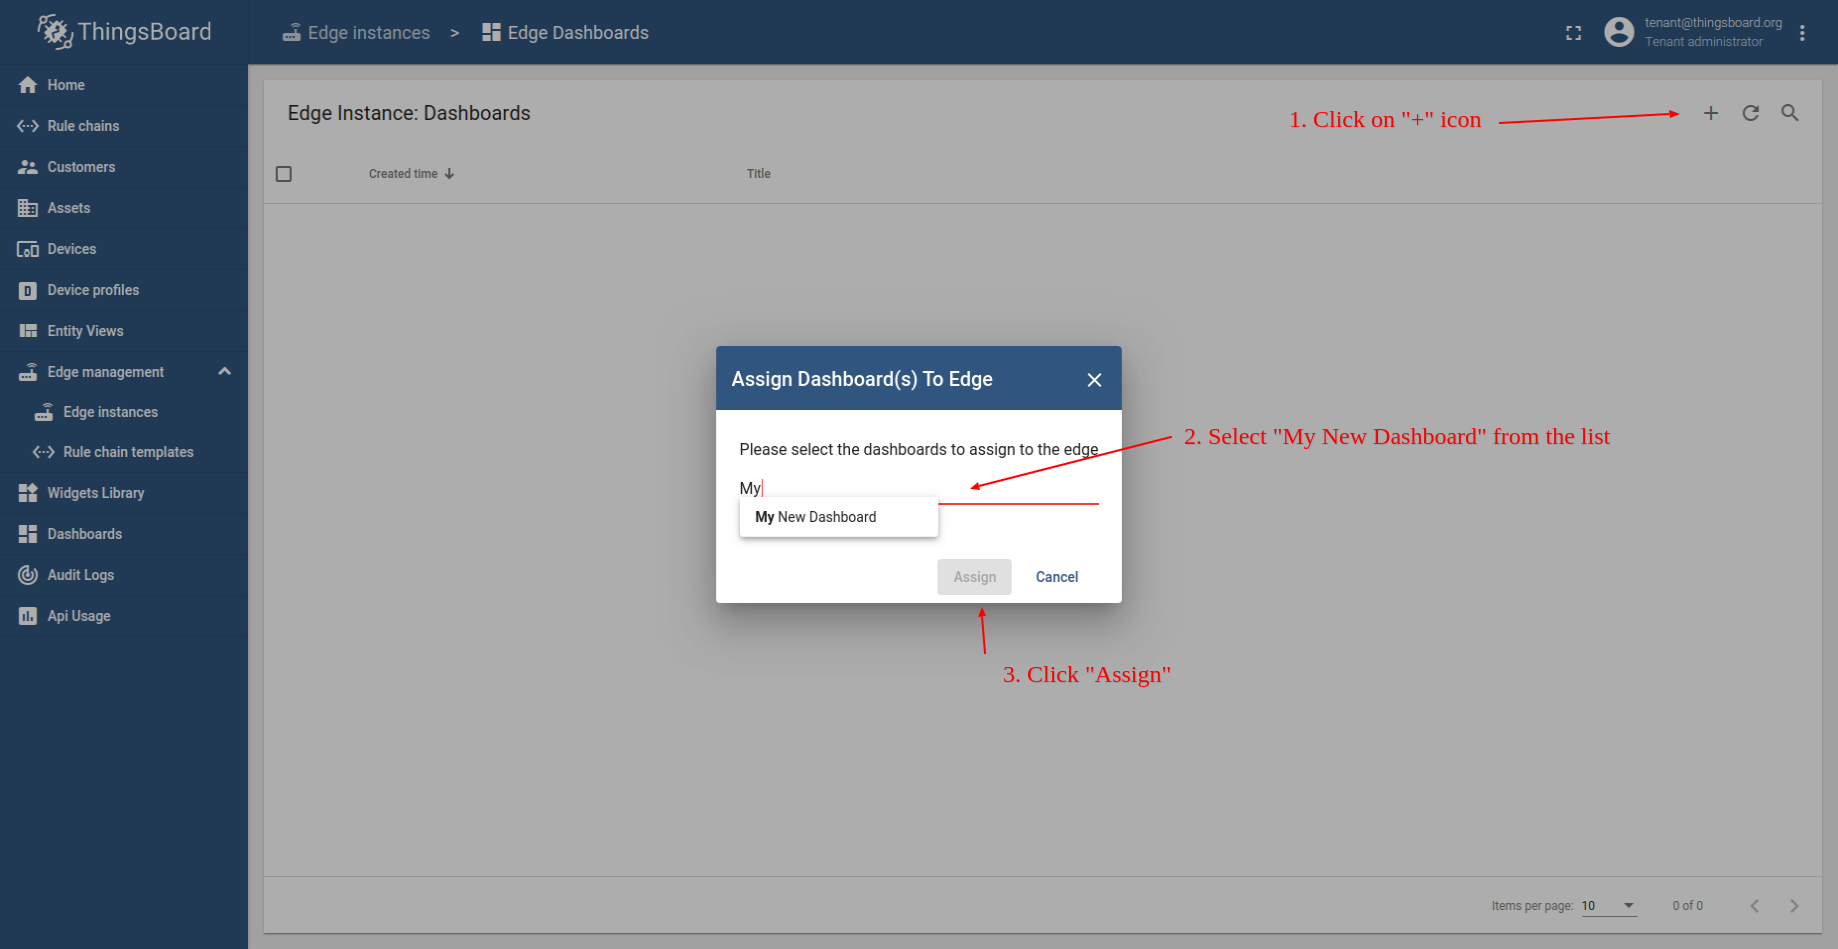 ThingsBoard
Edge instances > Edge Dashboards
tenant@thingsboard.org
Tenant administrator
Home
Rule chains
Customers
Assets
Devices
Device profiles
Entity Views
Edge management
Edge instances
Rule chain templates
Widgets Library
Dashboards
Audit Logs
Api Usage
Edge Instance: Dashboards
1. Click on "+" icon
Created time Title
Assign Dashboard(s) To Edge
Please select the dashboards to assign to the edge
2. Select "My New Dashboard" from the list
My
My New Dashboard
Assign Cancel
3. Click "Assign"
Items per page: 10 0 of 0